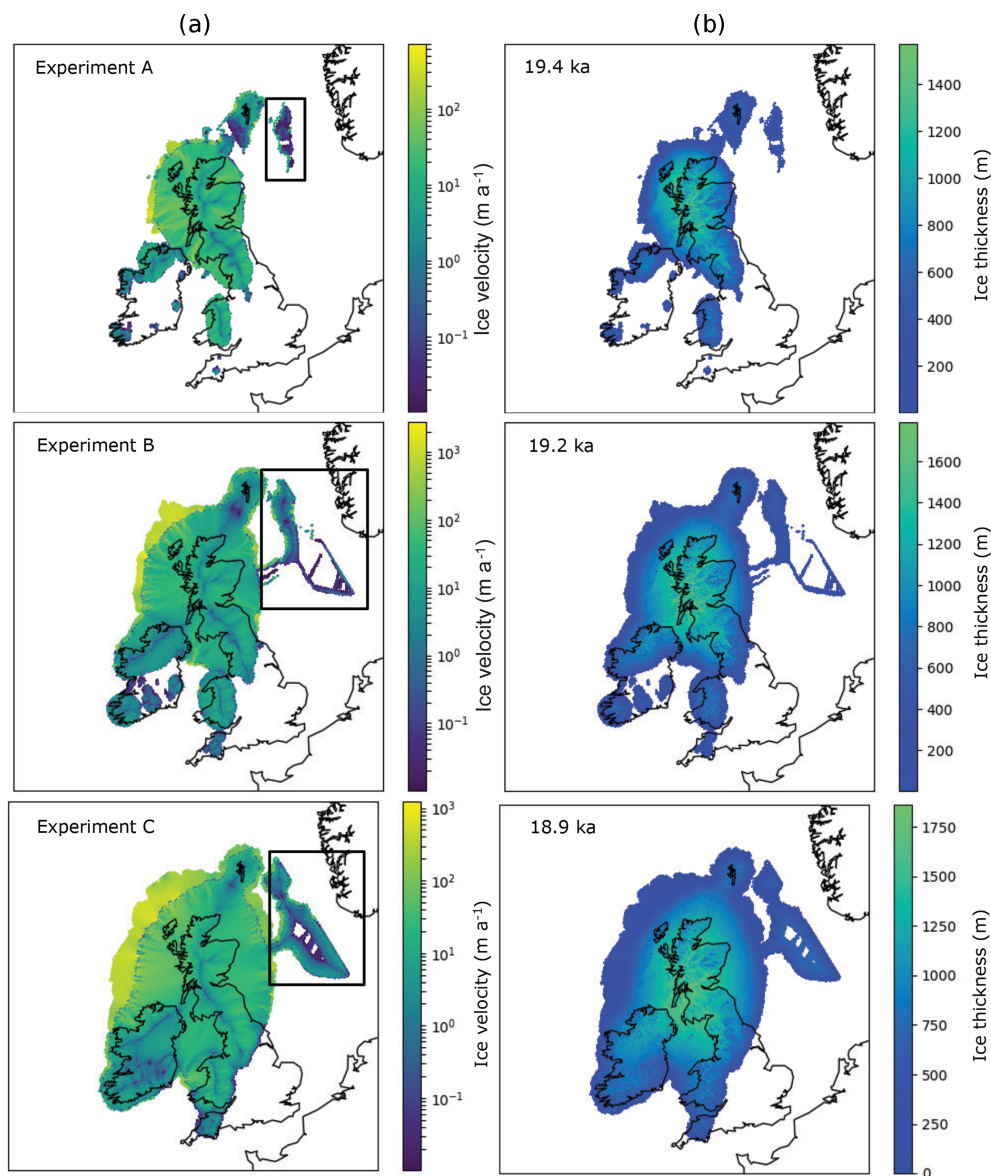 (a)
(b)
Experiment A
10²
10¹
10⁰
10⁻¹
Ice velocity (m a⁻¹)
19.4 ka
1400
1200
1000
800
600
400
200
Ice thickness (m)
Experiment B
10³
10²
10¹
10⁰
10⁻¹
Ice velocity (m a⁻¹)
19.2 ka
1600
1400
1200
1000
800
600
400
200
Ice thickness (m)
Experiment C
10³
10²
10¹
10⁰
10⁻¹
Ice velocity (m a⁻¹)
18.9 ka
1750
1500
1250
1000
750
500
250
0
Ice thickness (m)